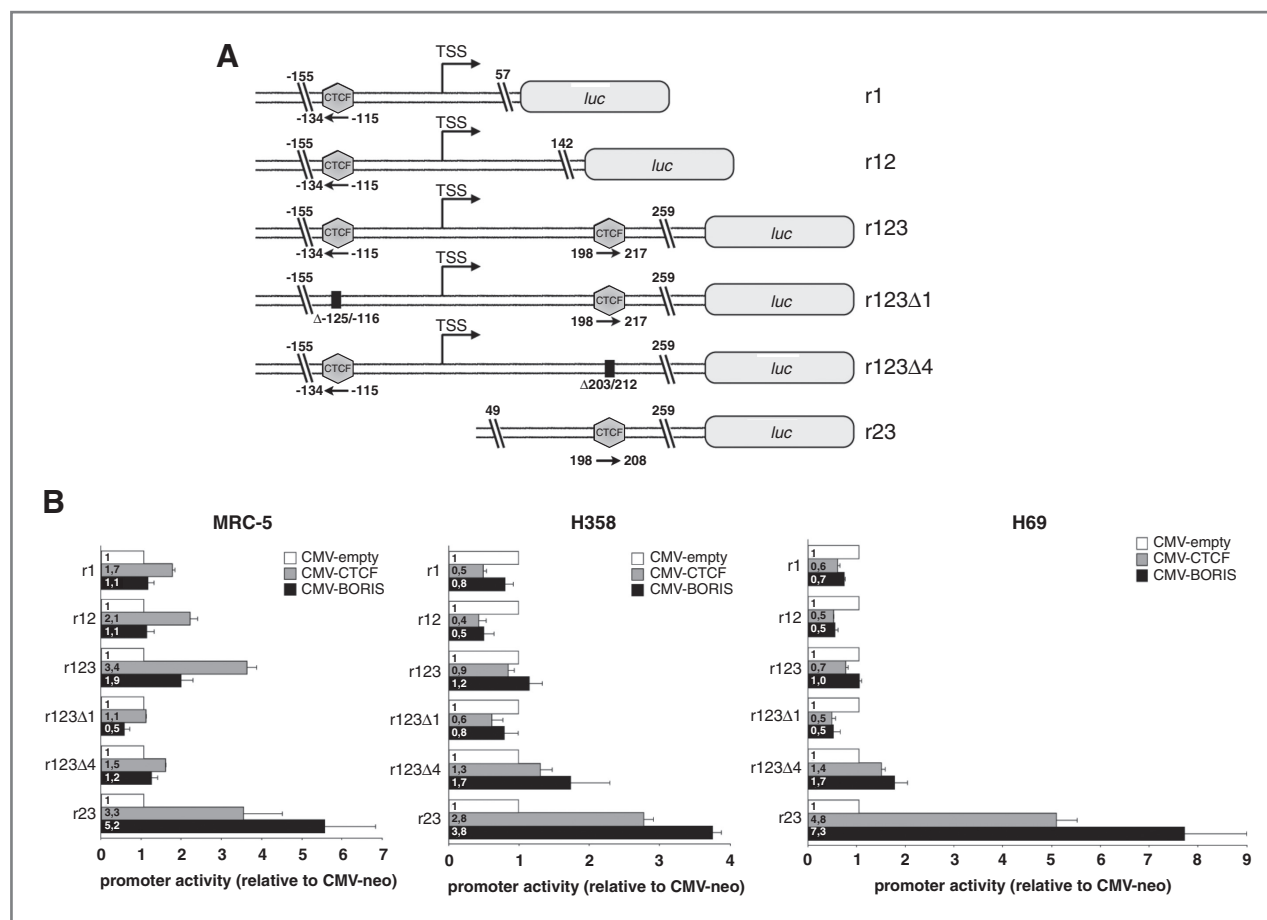 A
TSS
-155
57
CTCF
luc
r1
-134 ← -115
TSS
-155
142
CTCF
luc
r12
-134 ← -115
TSS
-155
259
CTCF
CTCF
luc
r123
-134 ← -115
198 → 217
TSS
-155
259
CTCF
luc
r123Δ1
Δ-125/-116
198 → 217
TSS
-155
259
CTCF
luc
r123Δ4
-134 ← -115
Δ203/212
49
259
CTCF
luc
r23
198 → 208
B
MRC-5
CMV-empty
CMV-CTCF
CMV-BORIS
r1
1
1,7
1,1
r12
1
2,1
1,1
r123
1
3,4
1,9
r123Δ1
1
1,1
0,5
r123Δ4
1
1,5
1,2
r23
1
3,3
5,2
0 1 2 3 4 5 6 7
promoter activity (relative to CMV-neo)
H358
CMV-empty
CMV-CTCF
CMV-BORIS
r1
1
0,5
0,8
r12
1
0,4
0,5
r123
1
0,9
1,2
r123Δ1
1
0,6
0,8
r123Δ4
1
1,3
1,7
r23
1
2,8
3,8
0 1 2 3 4
promoter activity (relative to CMV-neo)
H69
CMV-empty
CMV-CTCF
CMV-BORIS
r1
1
0,6
0,7
r12
1
0,5
0,5
r123
1
0,7
1,0
r123Δ1
1
0,5
0,5
r123Δ4
1
1,4
1,7
r23
1
4,8
7,3
0 1 2 3 4 5 6 7 8 9
promoter activity (relative to CMV-neo)